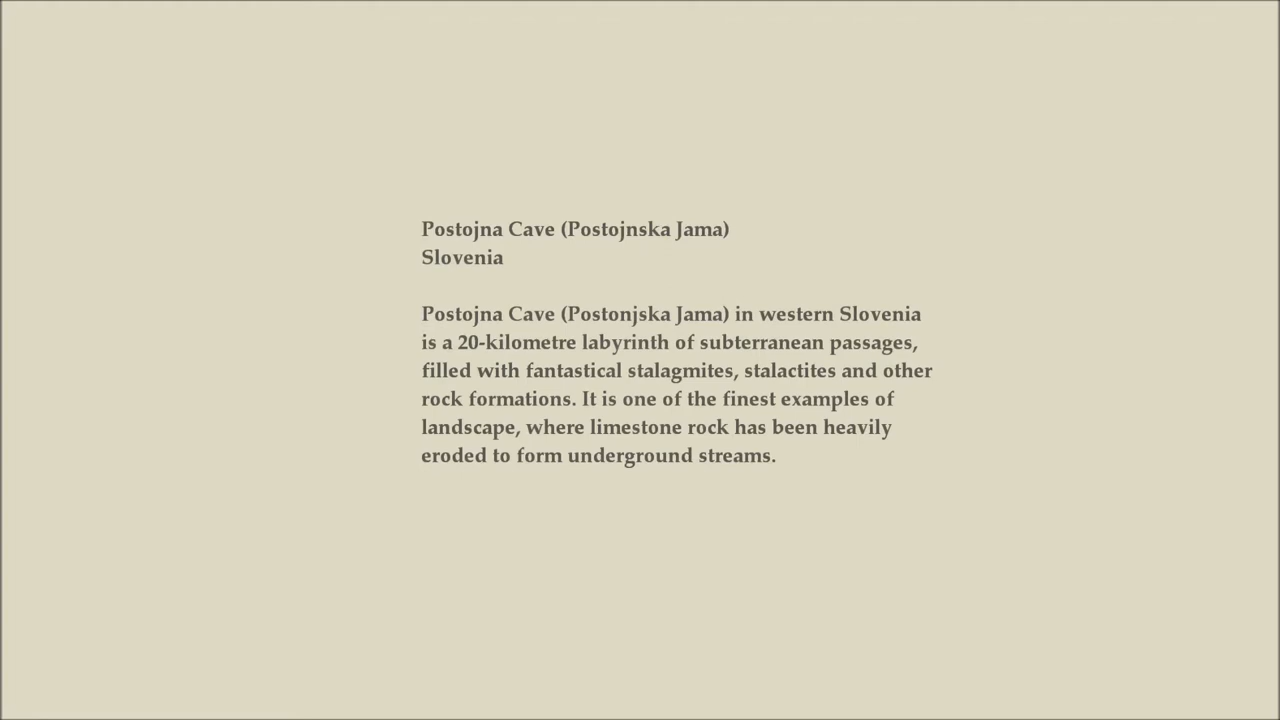 Postojna Cave (Postojnska Jama)
Slovenia
Postojna Cave (Postonjska Jama) in western Slovenia
is a 20-kilometre labyrinth of subterranean passages,
filled with fantastical stalagmites, stalactites and other
rock formations. It is one of the finest examples of
landscape, where limestone rock has been heavily
eroded to form underground streams.